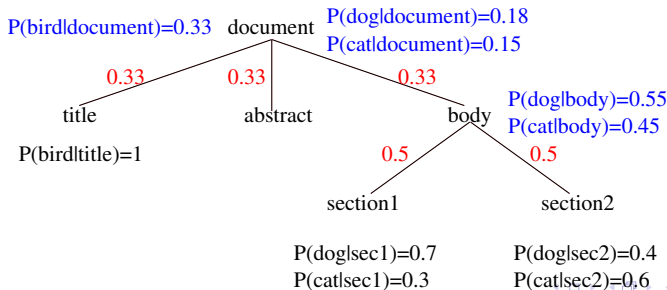 P(bird|document)=0.33 document P(dog|document)=0.18
P(cat|document)=0.15
0.33 0.33 0.33
title abstract body P(dog|body)=0.55
P(cat|body)=0.45
P(bird|title)=1
0.5 0.5
section1 section2
P(dog|sec1)=0.7 P(dog|sec2)=0.4
P(cat|sec1)=0.3 P(cat|sec2)=0.6